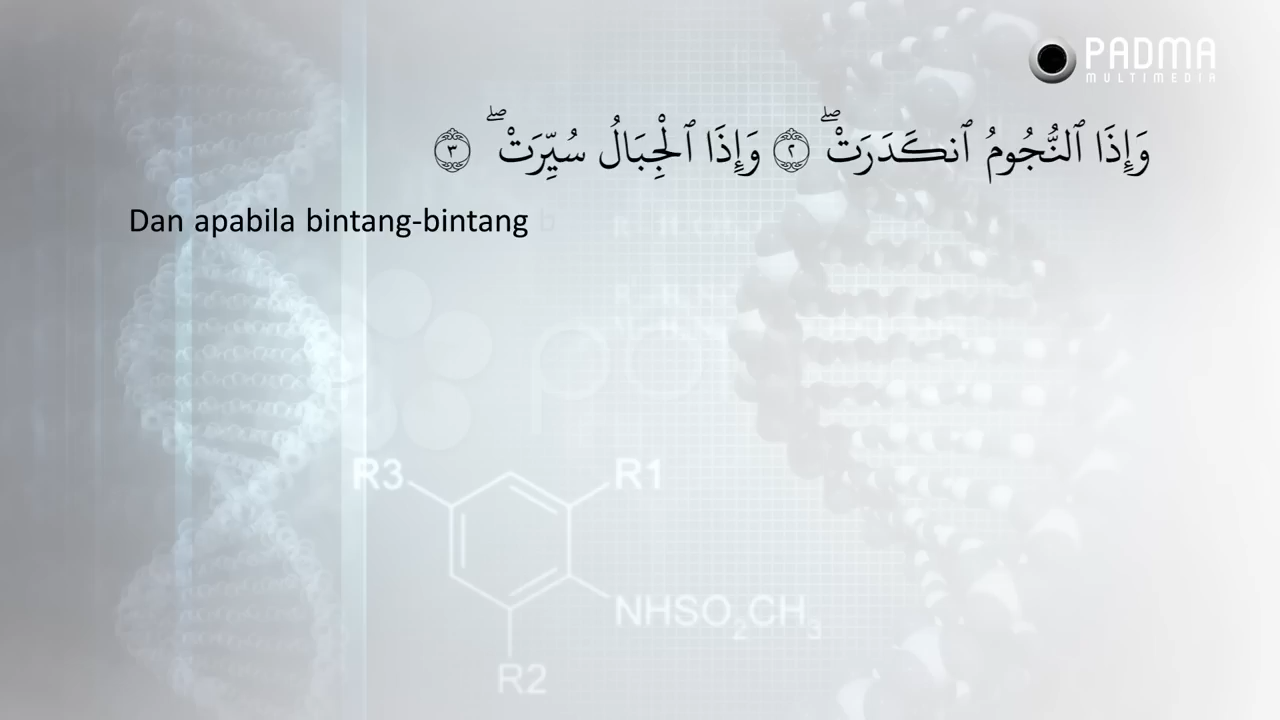 PADMA
MULTIMEDIA
وَإِذَا ٱلنُّجُومُ ٱنكَدَرَتْ ۖ ۝٢ وَإِذَا ٱلْجِبَالُ سُيِّرَتْ ۖ ۝٣
Dan apabila bintang-bintang b
R3
R1
NHSO₂CH₃
R2